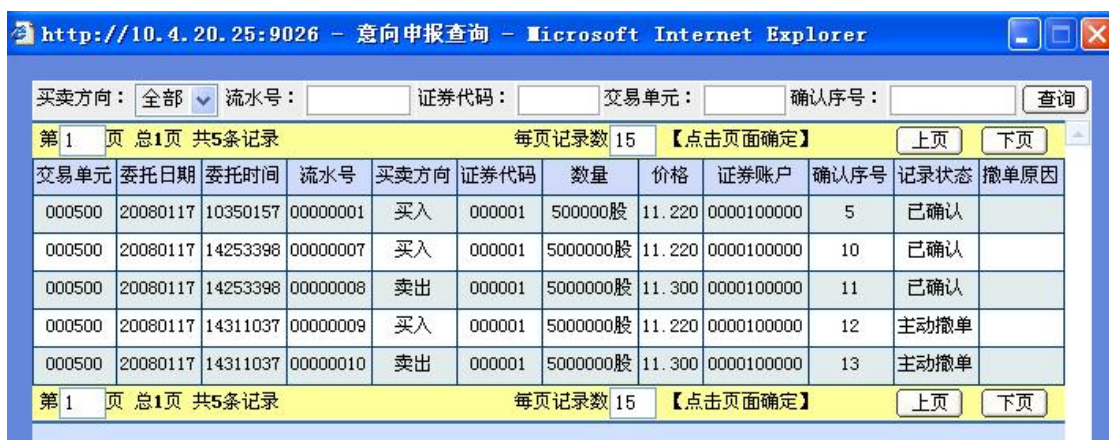 http://10.4.20.25:9026 - 意向申报查询 - Microsoft Internet Explorer
买卖方向： 全部 流水号： 证券代码： 交易单元： 确认序号： 查询
第 1 页 总1页 共5条记录 每页记录数 15 【点击页面确定】 上页 下页
交易单元 委托日期 委托时间 流水号 买卖方向 证券代码 数量 价格 证券账户 确认序号 记录状态 撤单原因
000500 20080117 10350157 00000001 买入 000001 500000股 11.220 0000100000 5 已确认
000500 20080117 14253398 00000007 买入 000001 5000000股 11.220 0000100000 10 已确认
000500 20080117 14253398 00000008 卖出 000001 5000000股 11.300 0000100000 11 已确认
000500 20080117 14311037 00000009 买入 000001 5000000股 11.220 0000100000 12 主动撤单
000500 20080117 14311037 00000010 卖出 000001 5000000股 11.300 0000100000 13 主动撤单
第 1 页 总1页 共5条记录 每页记录数 15 【点击页面确定】 上页 下页